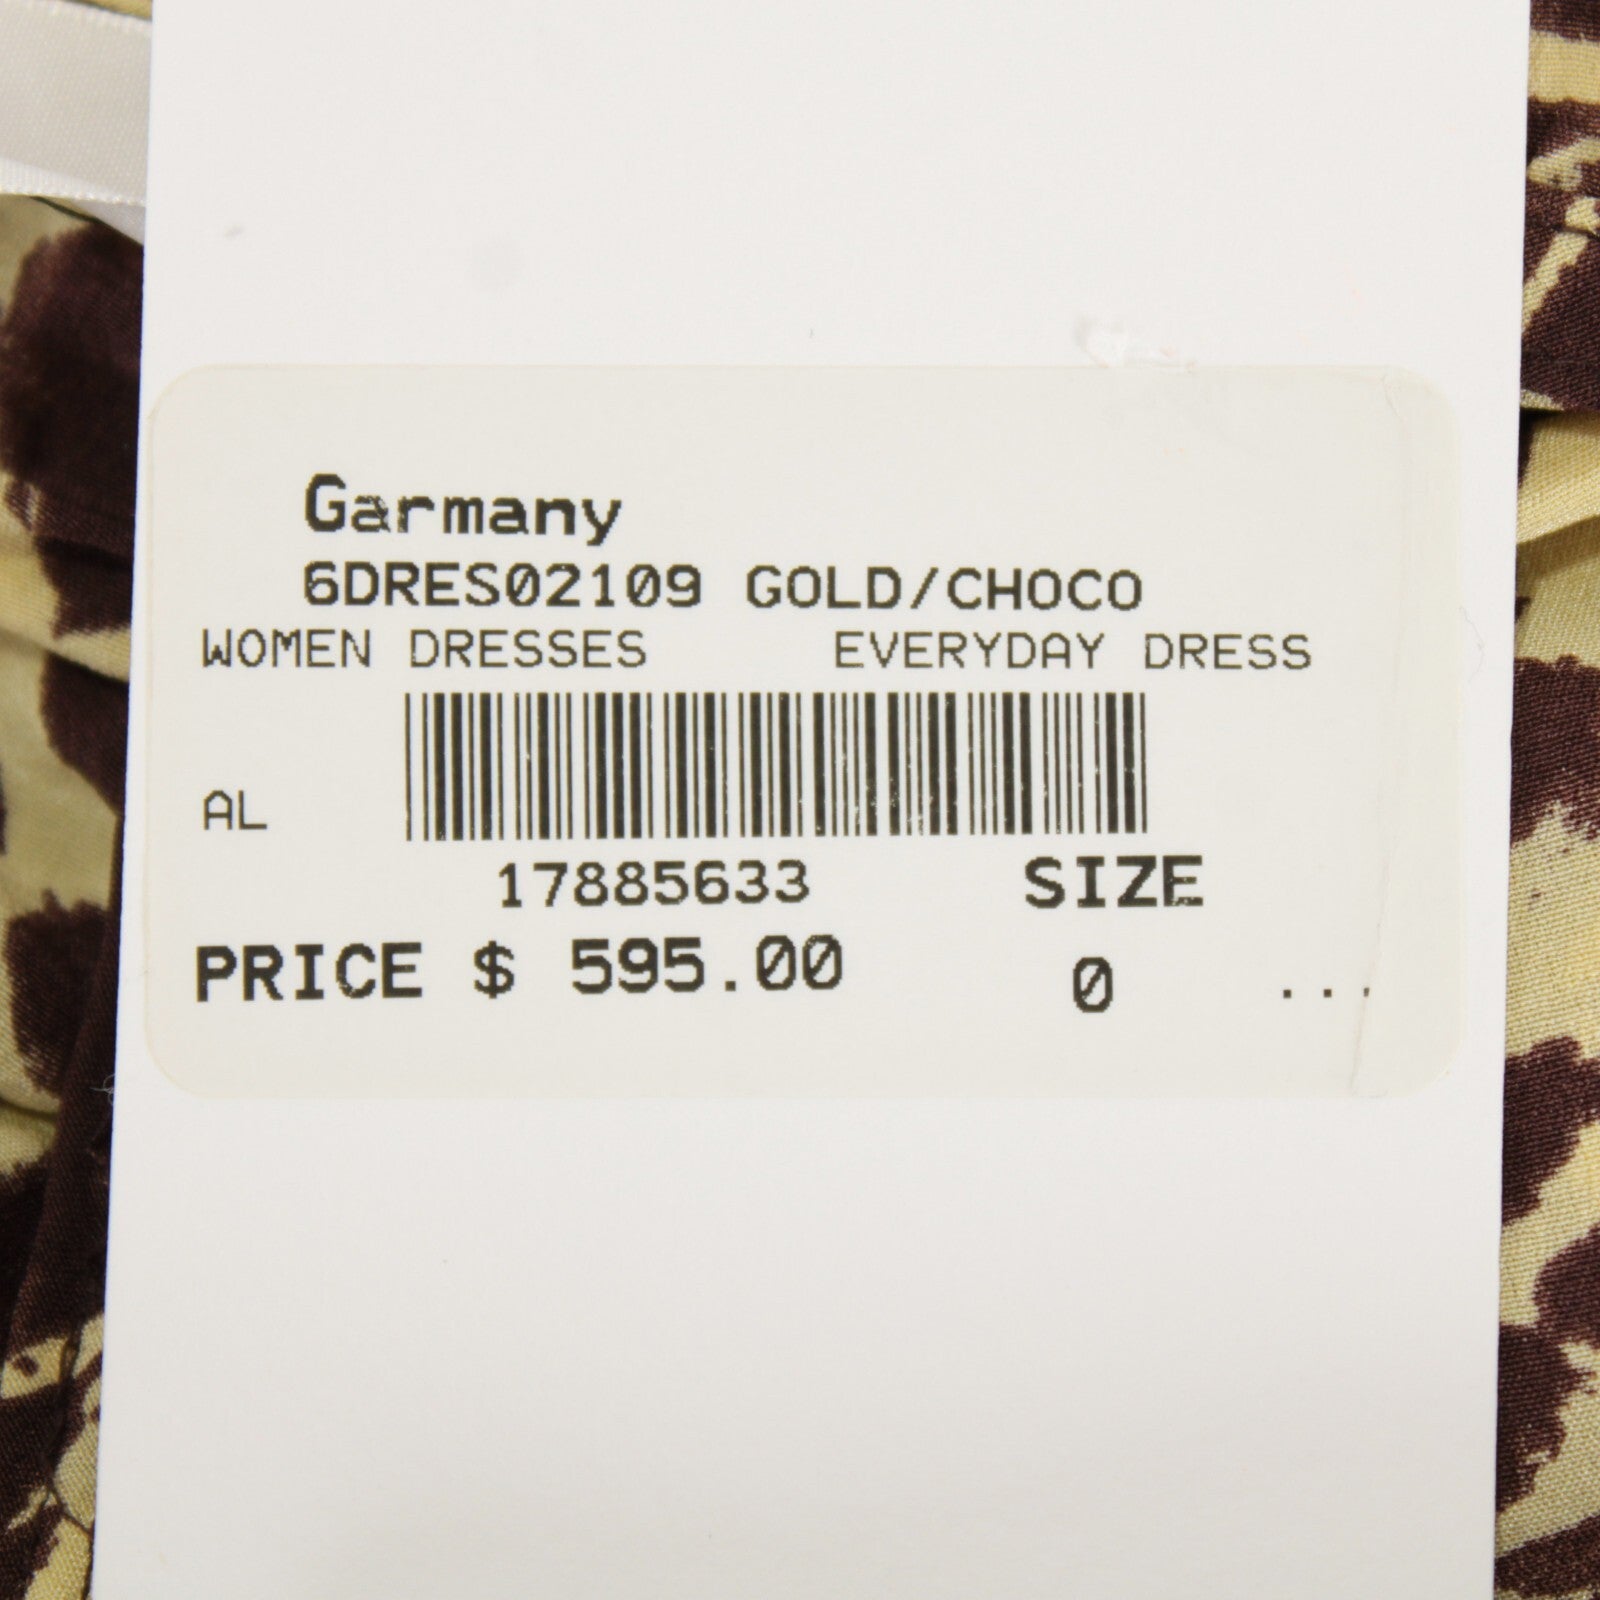 Garmany
6DRES02109 GOLD/CHOCO
WOMEN DRESSES EVERYDAY DRESS
AL
17885633 SIZE
PRICE $ 595.00 0 ...